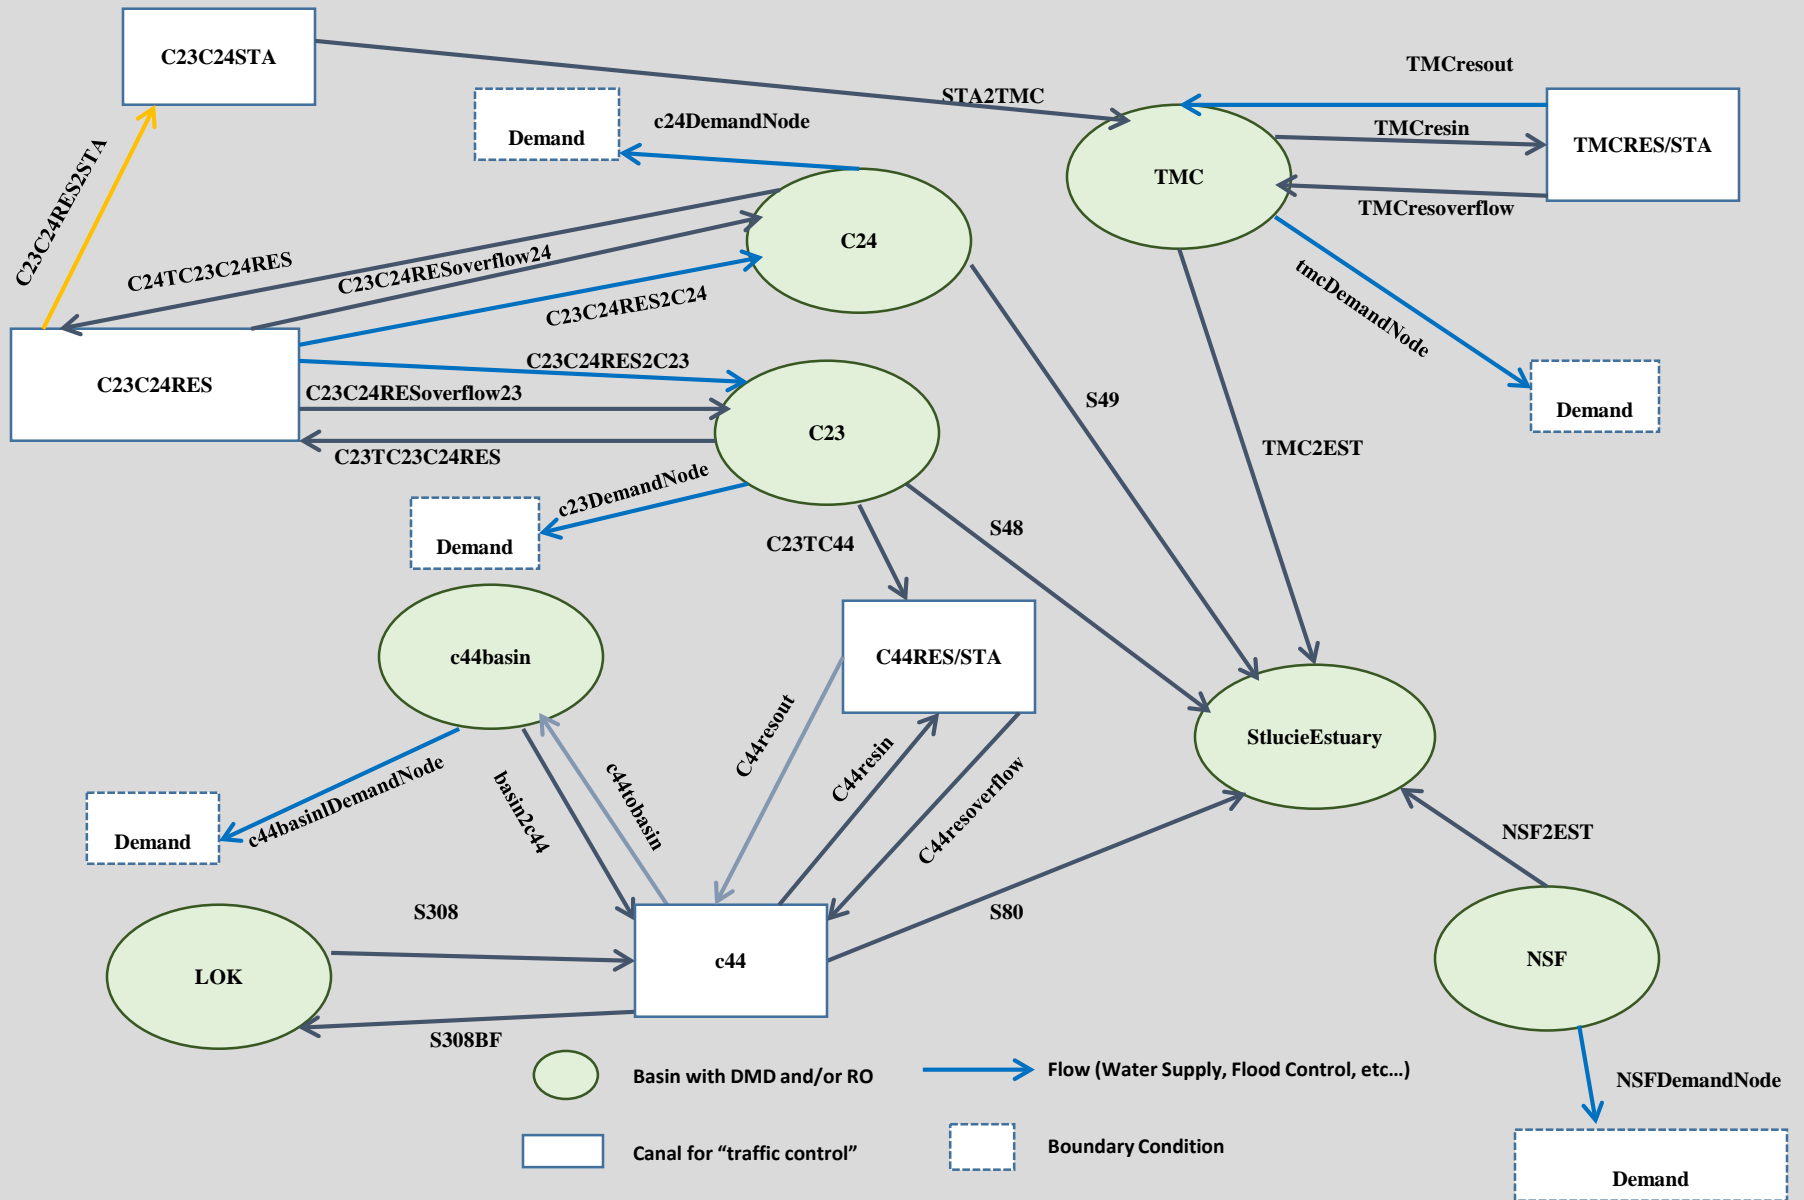 C23C24STA
TMCresout
STA2TMC
c24DemandNode
Demand
TMCresin
TMCRES/STA
TMC
TMCresoverflow
C23C24RES2STA
C24
C24TC23C24RES
C23C24RESoverflow24
C23C24RES2C24
tmcDemandNode
C23C24RES2C23
C23C24RES
C23C24RESoverflow23
S49
Demand
C23
C23TC23C24RES
TMC2EST
c23DemandNode
Demand
S48
C23TC44
c44basin
C44RES/STA
StlucieEstuary
C44resout
C44resin
C44resoverflow
c44basinIDemandNode
basin2c44
c44tobasin
Demand
NSF2EST
S308
S80
c44
LOK
NSF
S308BF
Basin with DMD and/or RO
Flow (Water Supply, Flood Control, etc…)
NSFDemandNode
Canal for “traffic control”
Boundary Condition
Demand